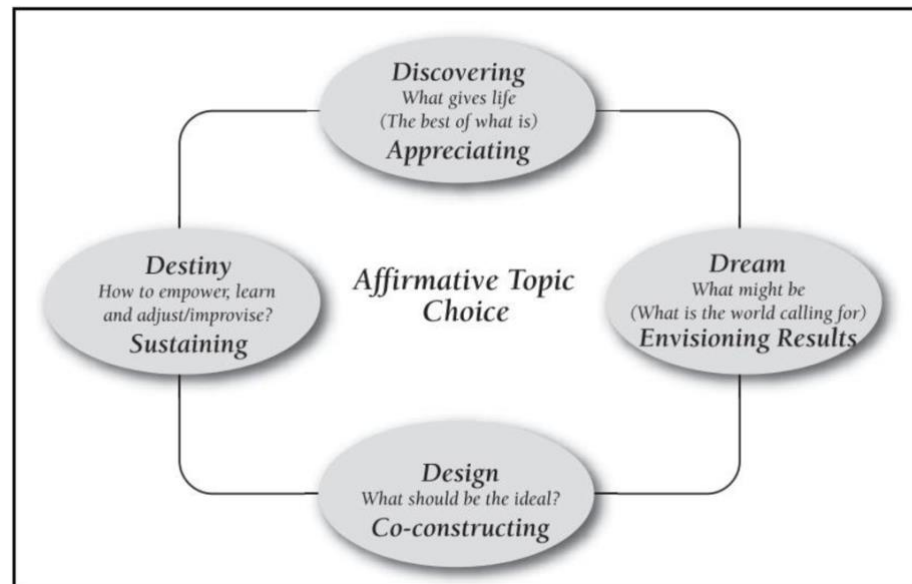 Discovering
What gives life
(The best of what is)
Appreciating
Destiny
How to empower, learn
and adjust/improvise?
Sustaining
Affirmative Topic
Choice
Dream
What might be
(What is the world calling for)
Envisioning Results
Design
What should be the ideal?
Co-constructing